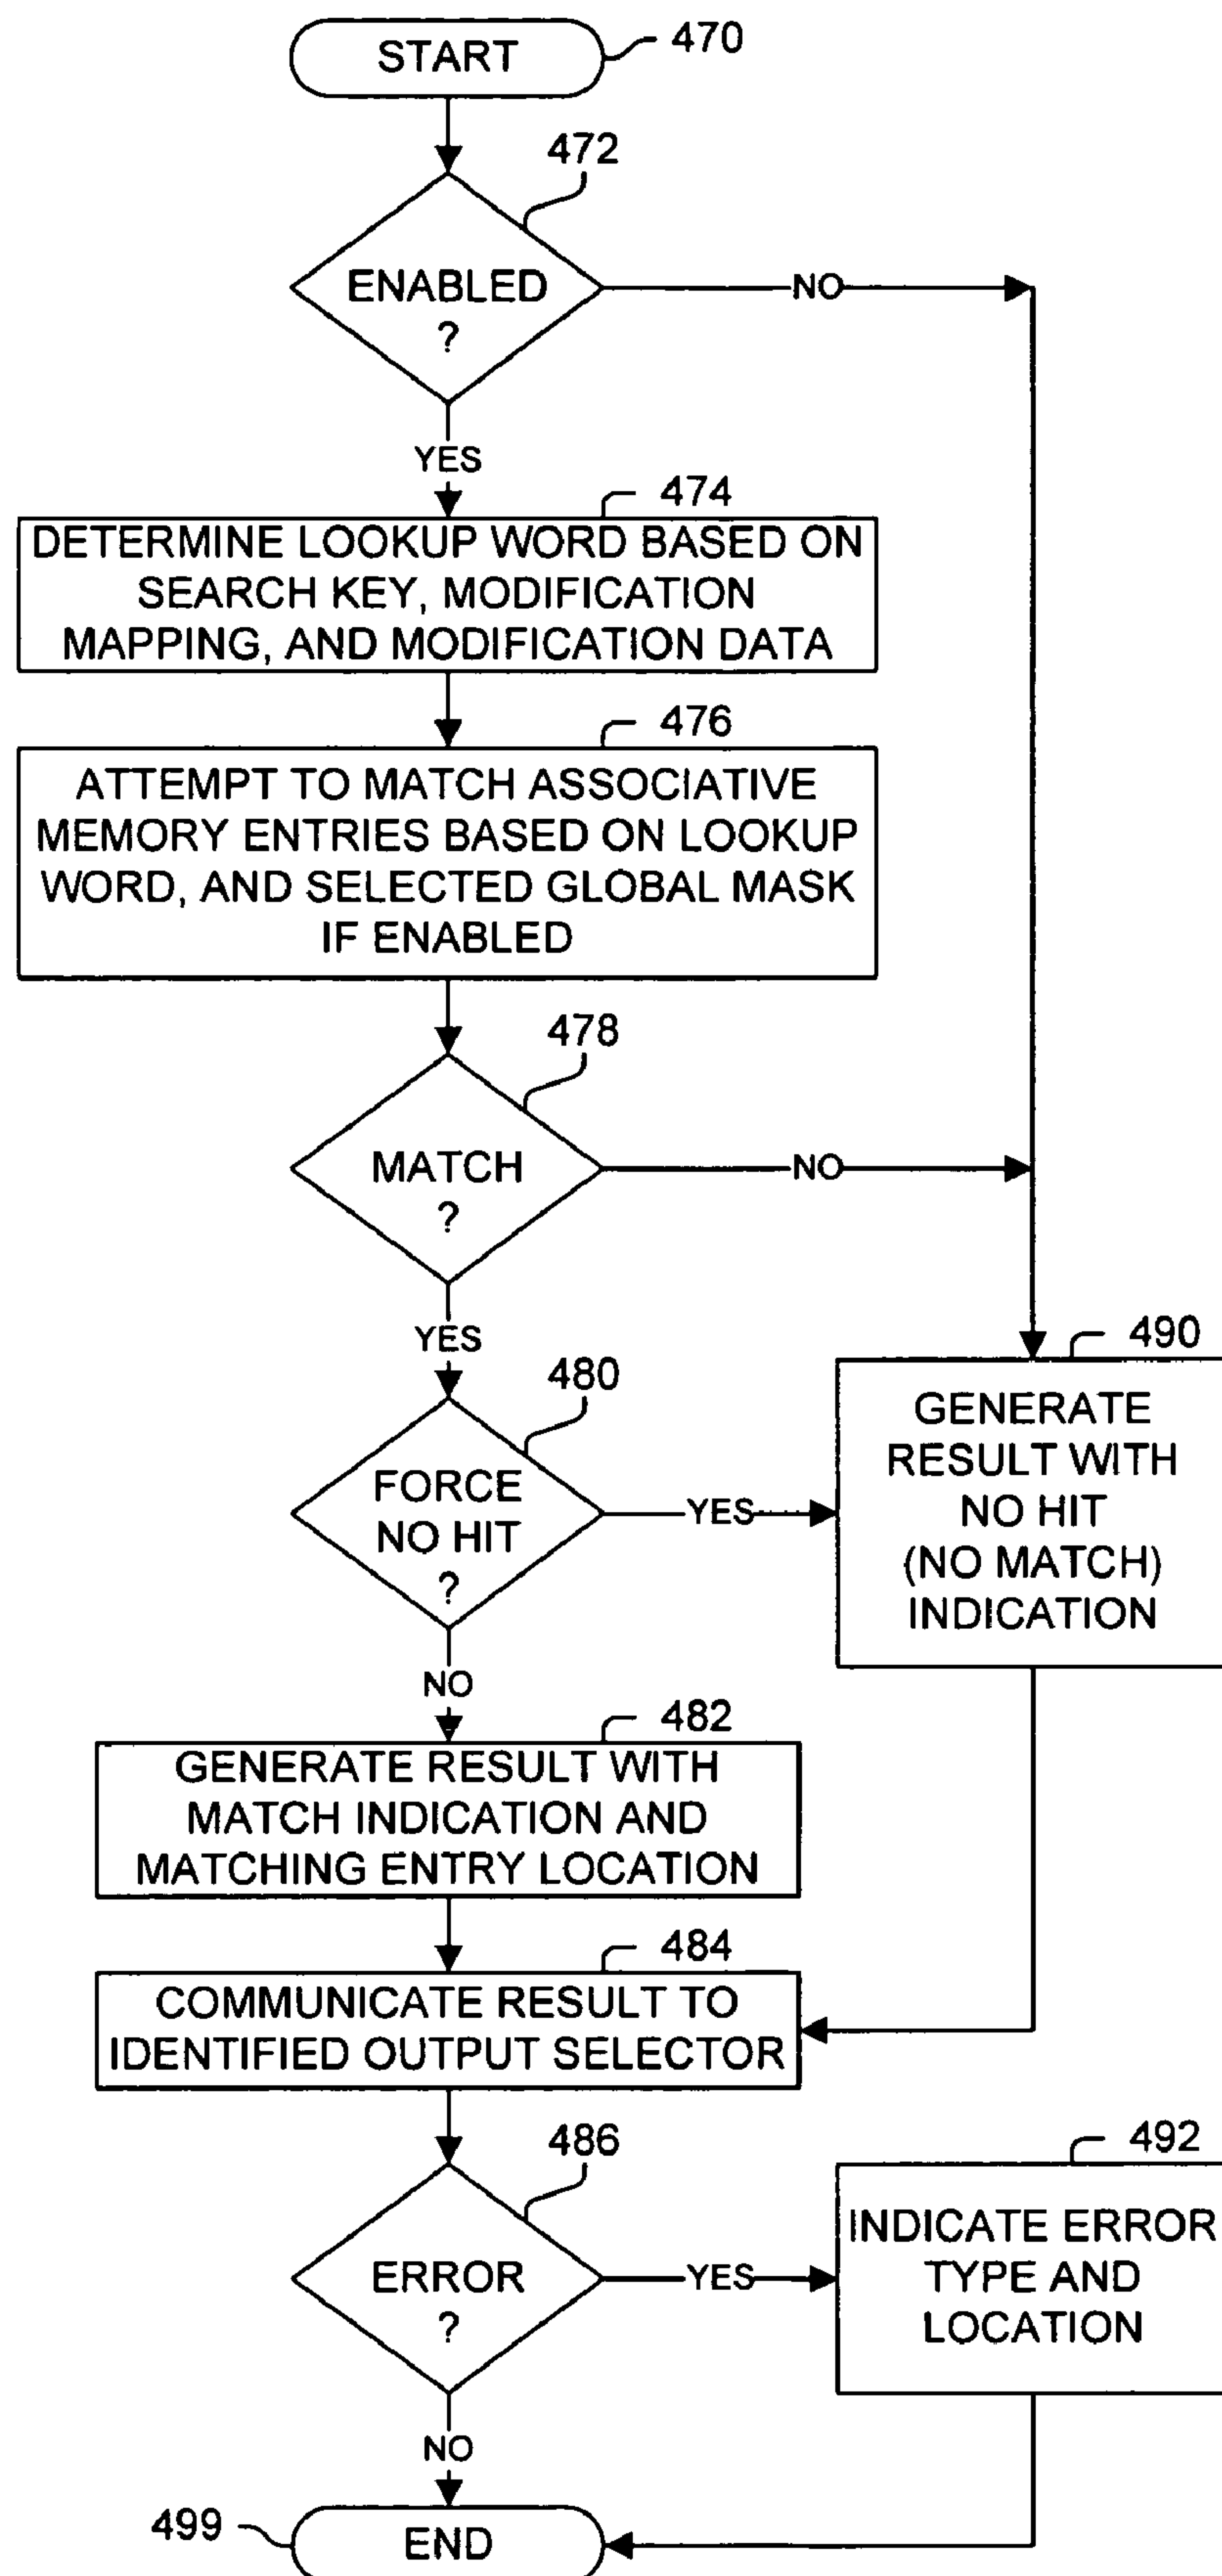 START
470
472
ENABLED
?
NO
YES
474
DETERMINE LOOKUP WORD BASED ON
SEARCH KEY, MODIFICATION
MAPPING, AND MODIFICATION DATA
476
ATTEMPT TO MATCH ASSOCIATIVE
MEMORY ENTRIES BASED ON LOOKUP
WORD, AND SELECTED GLOBAL MASK
IF ENABLED
478
MATCH
?
NO
YES
480
FORCE
NO HIT
?
YES
490
GENERATE
RESULT WITH
NO HIT
(NO MATCH)
INDICATION
NO
482
GENERATE RESULT WITH
MATCH INDICATION AND
MATCHING ENTRY LOCATION
484
COMMUNICATE RESULT TO
IDENTIFIED OUTPUT SELECTOR
486
ERROR
?
YES
492
INDICATE ERROR
TYPE AND
LOCATION
NO
499
END